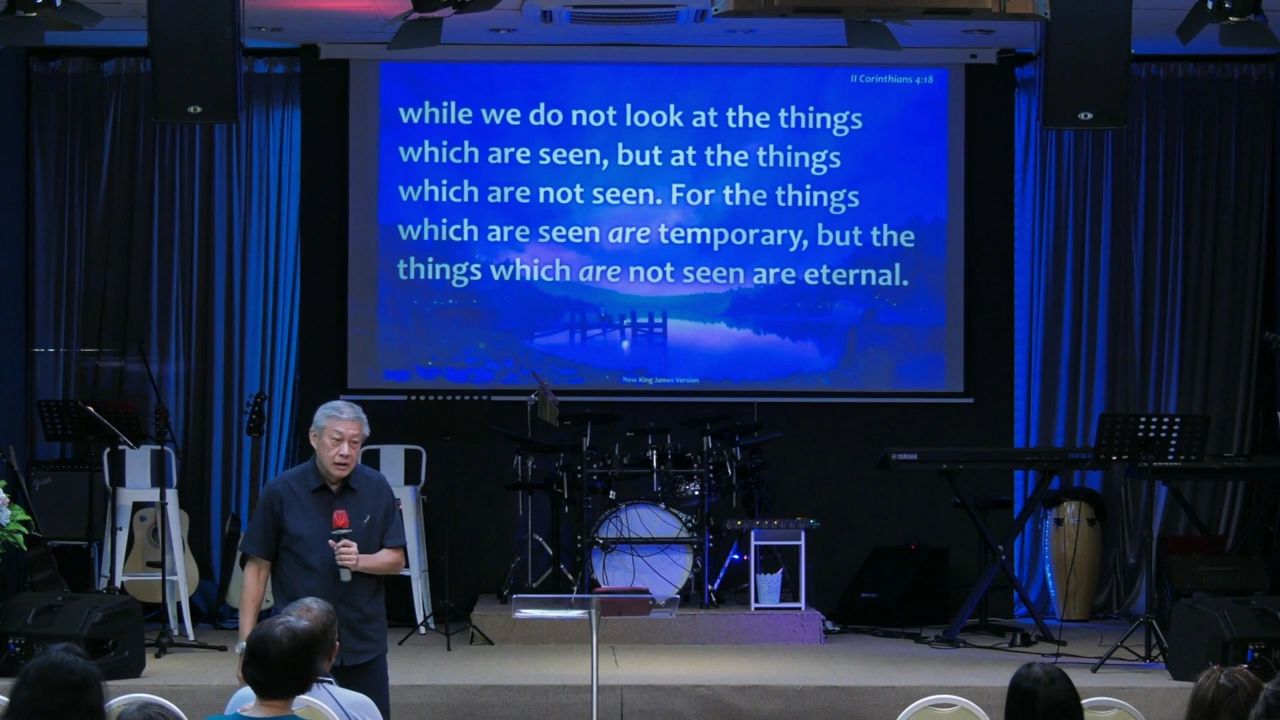 II Corinthians 4:18
while we do not look at the things
which are seen, but at the things
which are not seen. For the things
which are seen are temporary, but the
things which are not seen are eternal.
New King James Version
YAMAHA